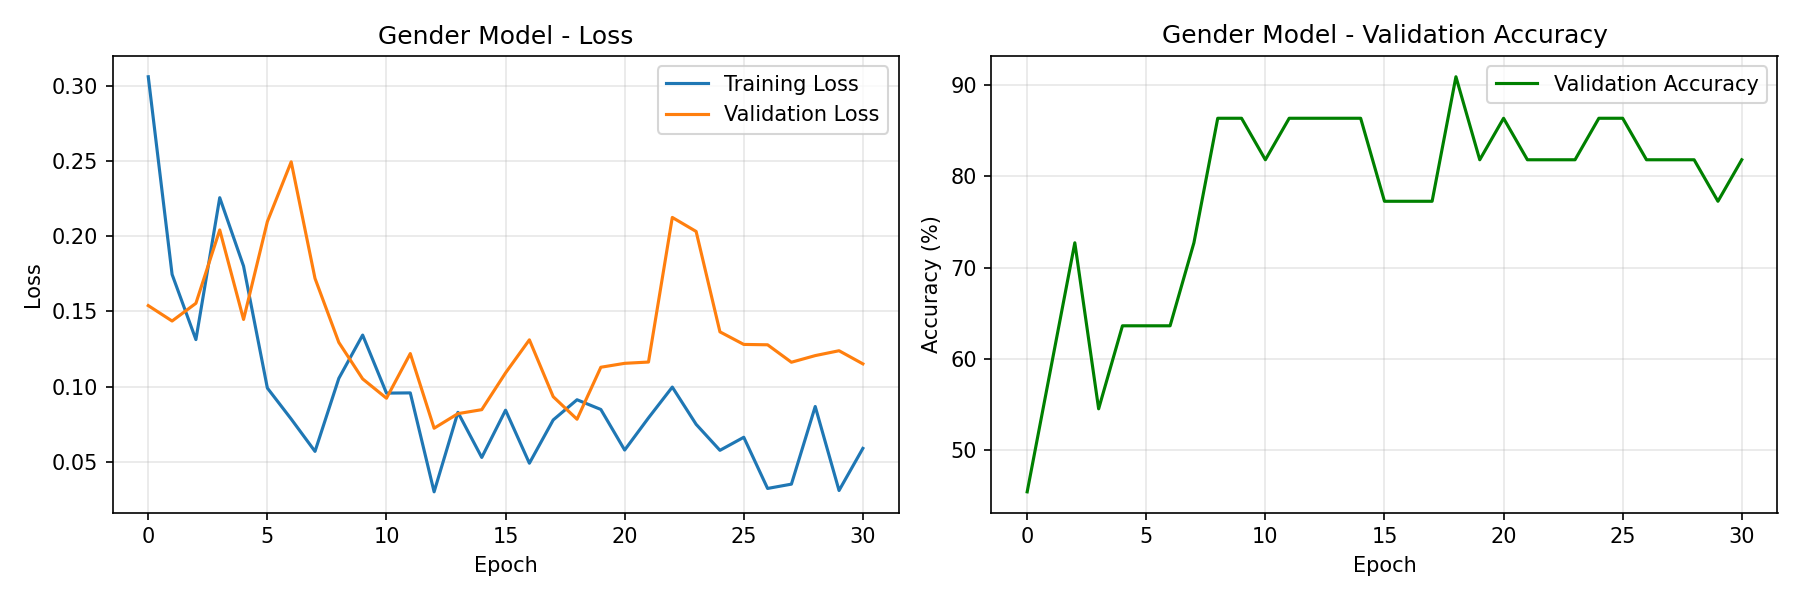 Gender Model - Loss
Training Loss
Validation Loss
0.30
0.25
0.20
0.15
0.10
0.05
Loss
0 5 10 15 20 25 30
Epoch
Gender Model - Validation Accuracy
Validation Accuracy
90
80
70
60
50
Accuracy (%)
0 5 10 15 20 25 30
Epoch